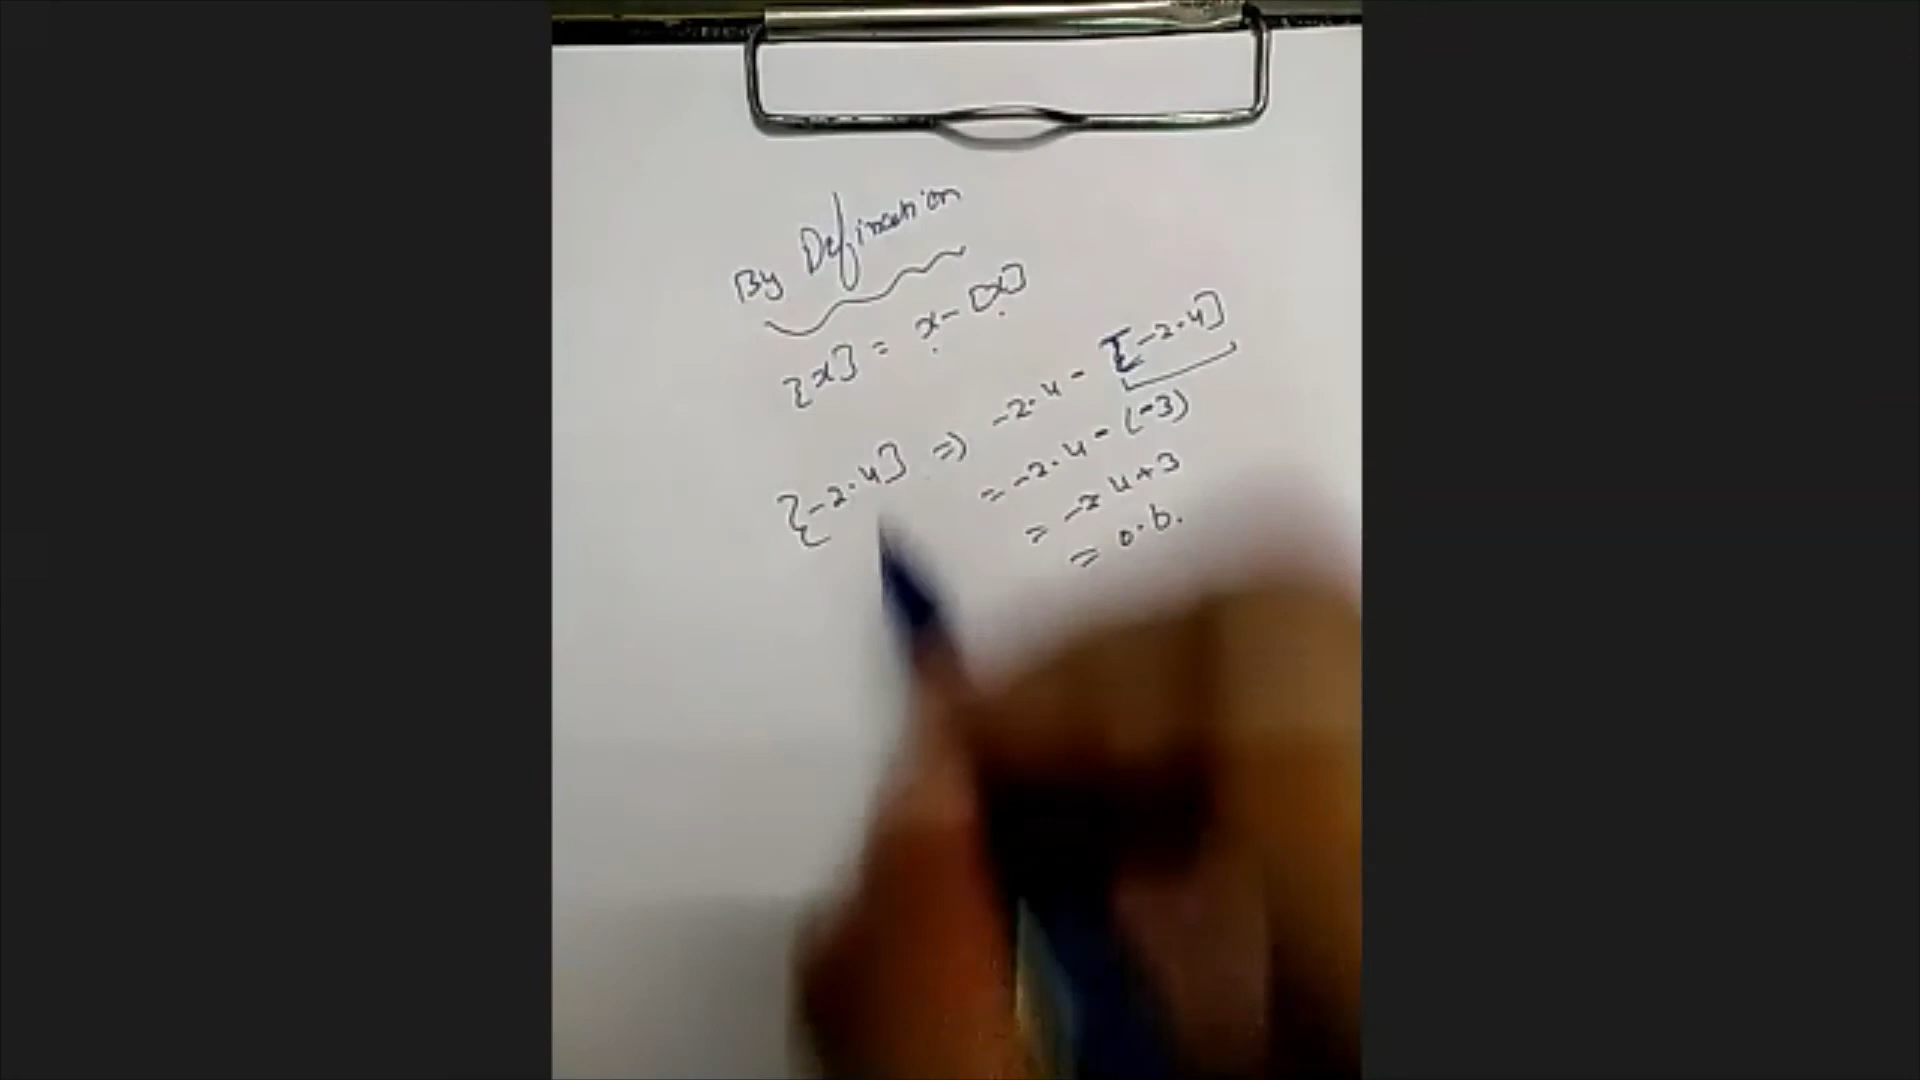 By Defination
{x} = x - [x]
{-2.4} => -2.4 - [-2.4]
= -2.4 - (-3)
= -2.4+3
= 0.6.